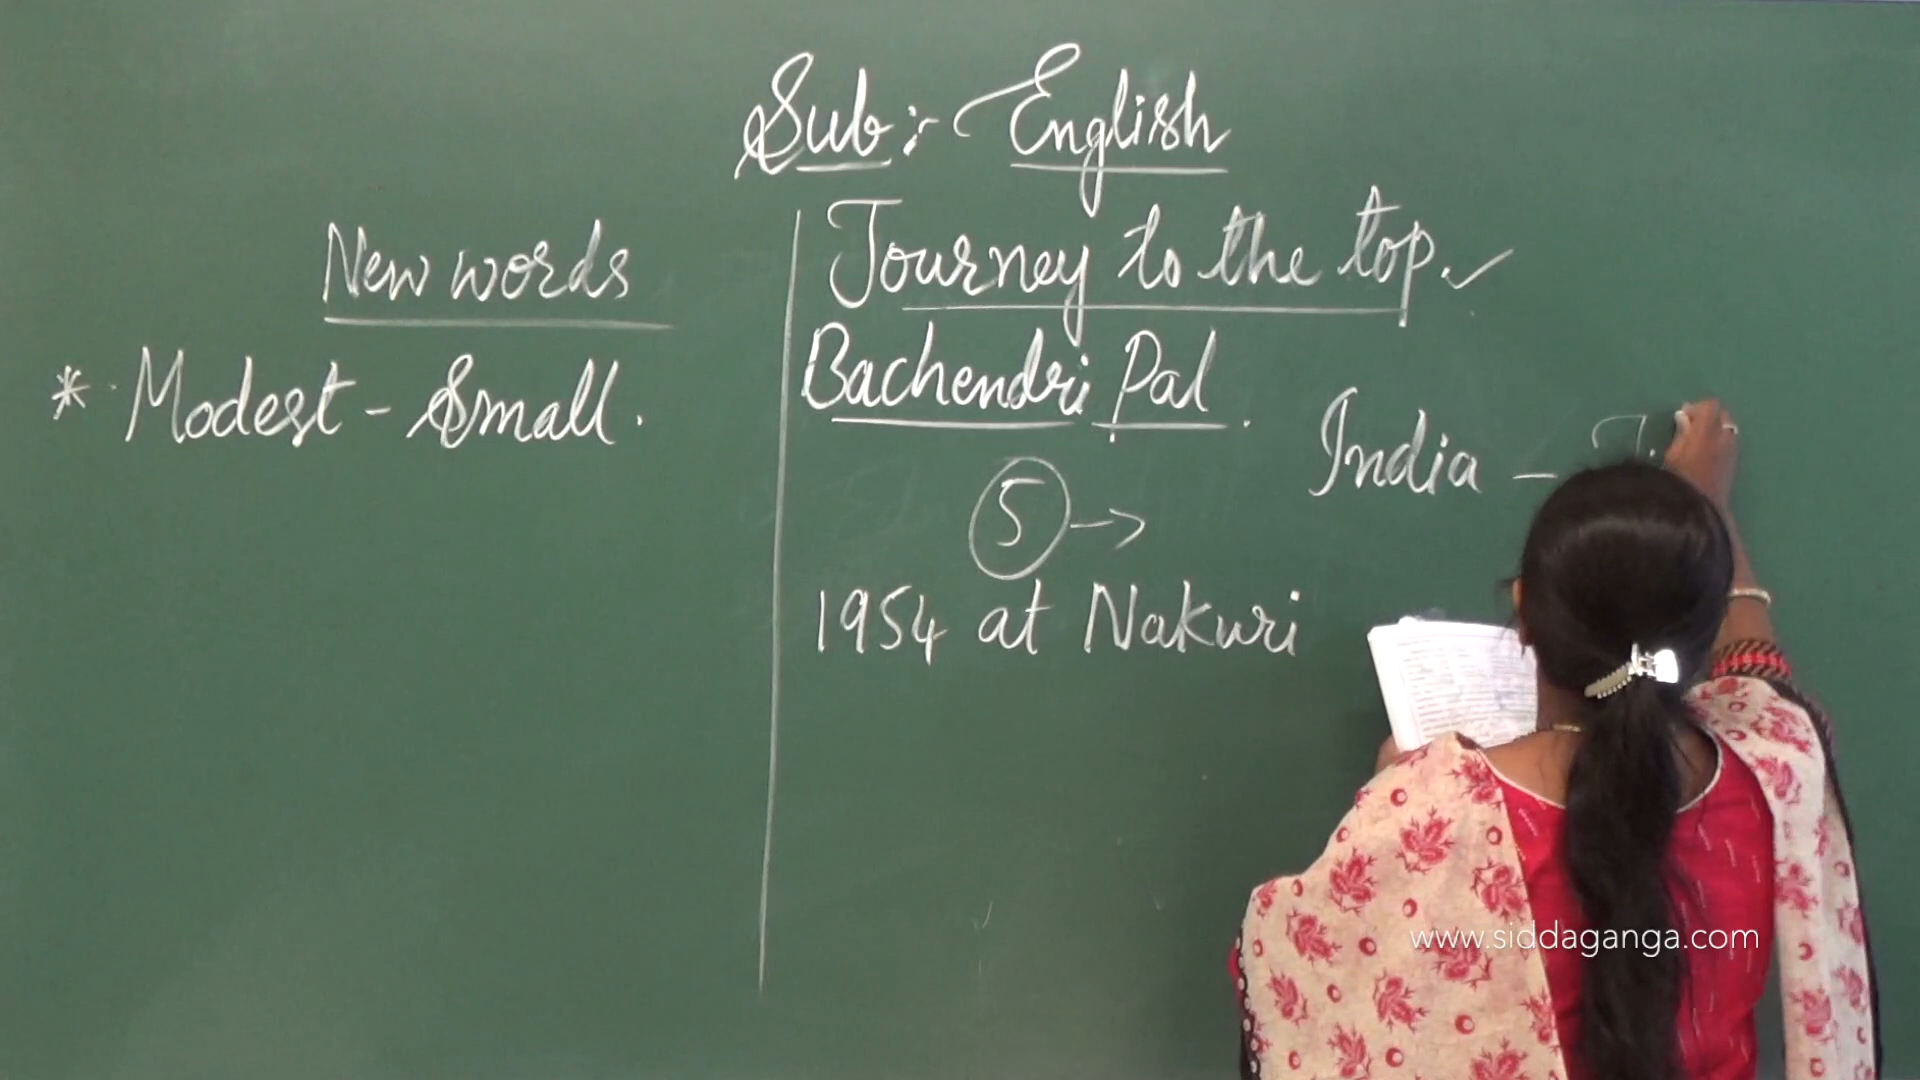 Sub:- English
New words
* Modest - Small.
Journey to the top.
Bachendri Pal.
India -
5 →
1954 at Nakuri
www.siddaganga.com